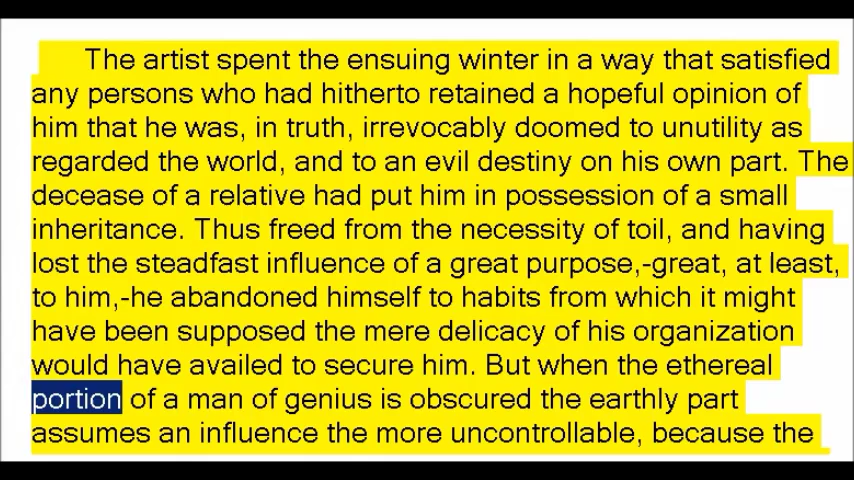 The artist spent the ensuing winter in a way that satisfied
any persons who had hitherto retained a hopeful opinion of
him that he was, in truth, irrevocably doomed to unutility as
regarded the world, and to an evil destiny on his own part. The
decease of a relative had put him in possession of a small
inheritance. Thus freed from the necessity of toil, and having
lost the steadfast influence of a great purpose,-great, at least,
to him,-he abandoned himself to habits from which it might
have been supposed the mere delicacy of his organization
would have availed to secure him. But when the ethereal
portion of a man of genius is obscured the earthly part
assumes an influence the more uncontrollable, because the